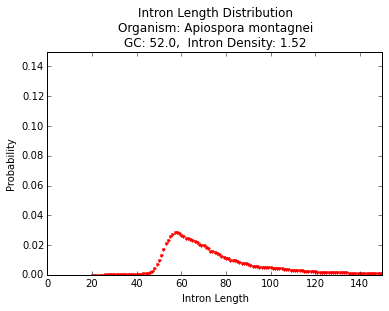 Intron Length Distribution
Organism: Apiospora montagnei
GC: 52.0,  Intron Density: 1.52
0.14
0.12
0.10
0.08
0.06
0.04
0.02
0.00
Probability
0 20 40 60 80 100 120 140
Intron Length